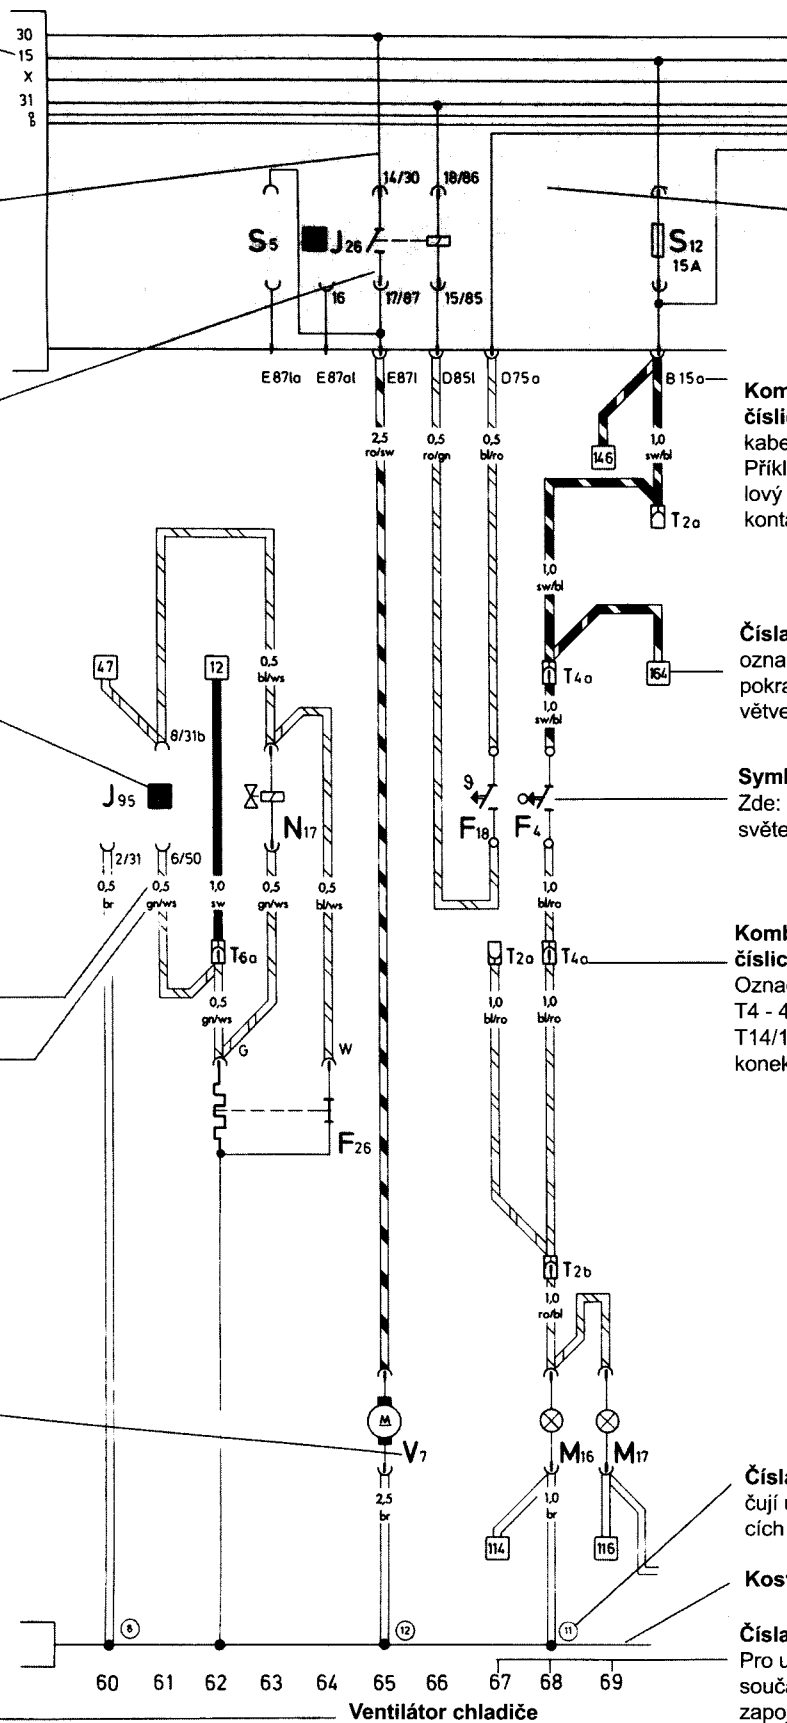 30
15
X
31
14/30
18/86
S5
J26
S12
15A
16
17/87
15/85
E87la
E87al
E87l
D85l
D75a
B15a
2,5
ro/sw
0,5
ro/gn
0,5
bl/ro
146
1,0
sw/bl
T2a
1,0
sw/bl
47
12
0,5
bl/ws
T4a
164
1,0
sw/bl
8/31b
J95
N17
F18
F4
2/31
6/50
0,5
br
0,5
gn/ws
1,0
sw
0,5
gn/ws
0,5
bl/ws
1,0
bl/ro
T6a
T2a
T4a
0,5
gn/ws
1,0
bl/ro
1,0
bl/ro
G
W
F26
T2b
1,0
ro/bl
M
V7
M16
M17
2,5
br
1,0
br
114
116
8
12
11
60 61 62 63 64 65 66 67 68 69
Ventilátor chladiče
Kom
číslic
kabe
Příkl
lový
konta
Čísla
ozna
pokra
větve
Symb
Zde:
světe
Komb
číslic
Označ
T4 - 4
T14/1
konek
Čísla
čují u
cích
Kost
Čísla
Pro u
souča
zapoj